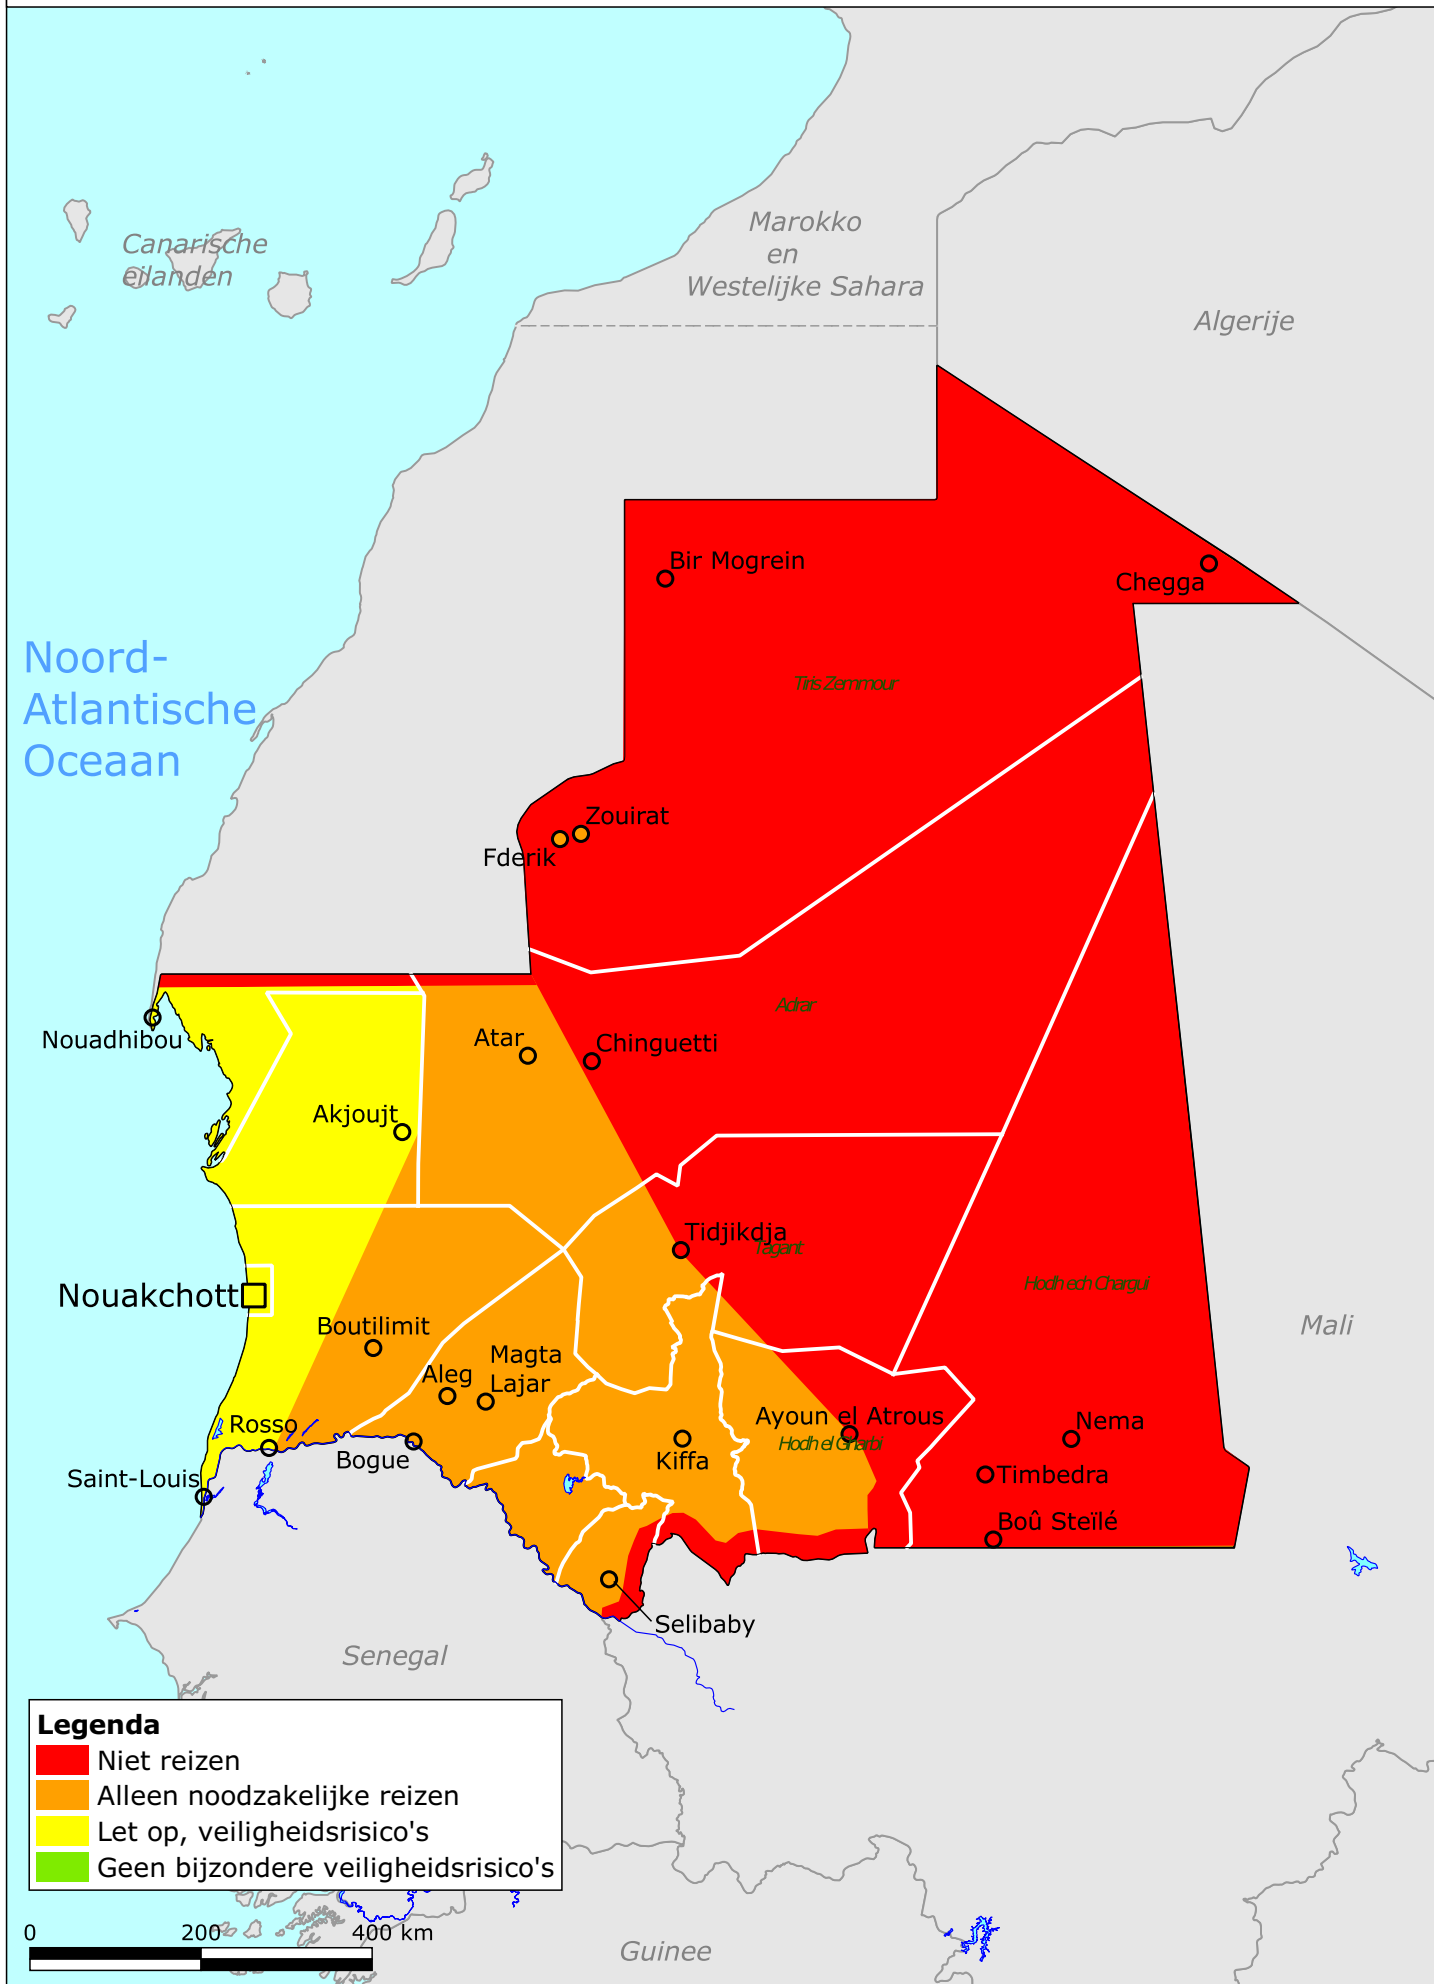 Canarische
eilanden
Marokko
en
Westelijke Sahara
Algerije
Bir Mogrein
Chegga
Noord-
Atlantische
Oceaan
Tiris Zemmour
Zouirat
Fderik
Adrar
Nouadhibou
Atar
Chinguetti
Akjoujt
Tidjikdja
Tagant
Hodh ech Chargui
Nouakchott
Boutilimit
Mali
Magta
Lajar
Aleg
Rosso
Ayoun el Atrous
Hodh el Gharbi
Nema
Bogue
Kiffa
Saint-Louis
Timbedra
Boû Steïlé
Selibaby
Senegal
Legenda
Niet reizen
Alleen noodzakelijke reizen
Let op, veiligheidsrisico's
Geen bijzondere veiligheidsrisico's
0 200 400 km
Guinee